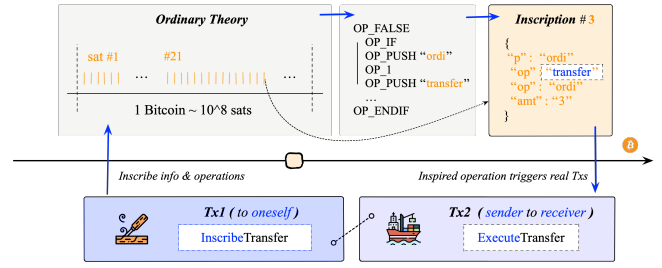 Ordinary Theory
sat #1
#21
...
...
1 Bitcoin ~ 10^8 sats
OP_FALSE
OP_IF
OP_PUSH “ordi”
OP_1
OP_PUSH “transfer”
...
OP_ENDIF
Inscription # 3
{
“p” : “ordi”
“op” : “transfer”
“op” : “ordi”
“amt” : “3”
}
Inscribe info & operations
Inspired operation triggers real Txs
Tx1 ( to oneself )
InscribeTransfer
Tx2 ( sender to receiver )
ExecuteTransfer